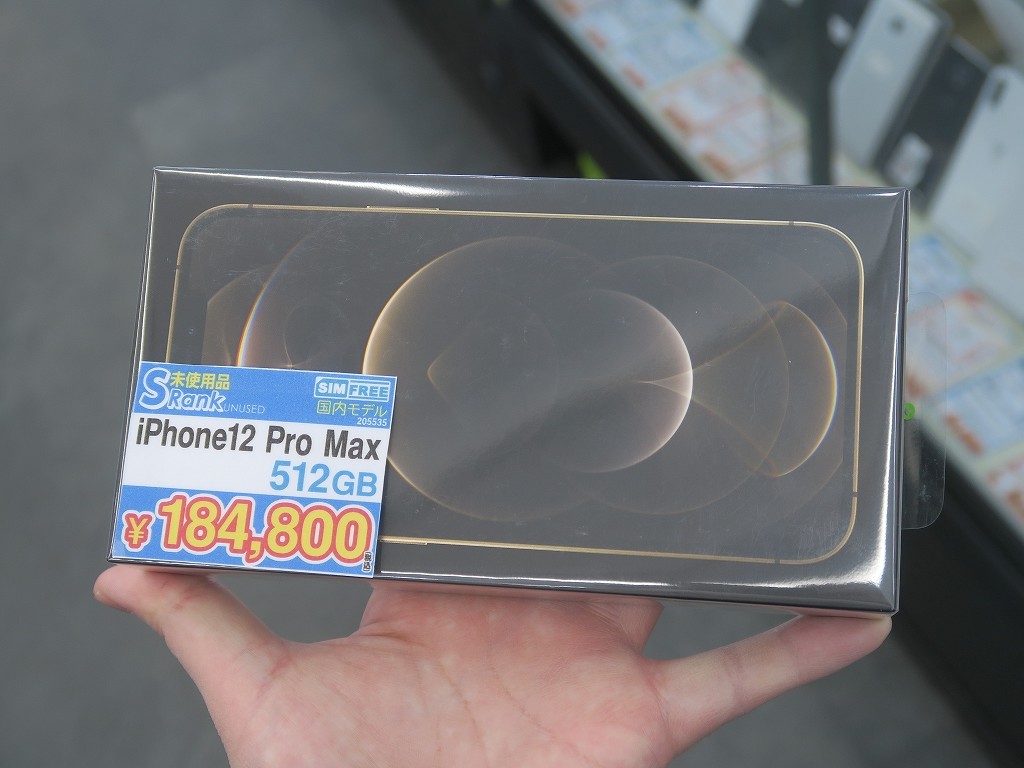 S 未使用品
Rank UNUSED
SIM FREE
国内モデル
205535
iPhone12 Pro Max
512GB
¥184,800
税込